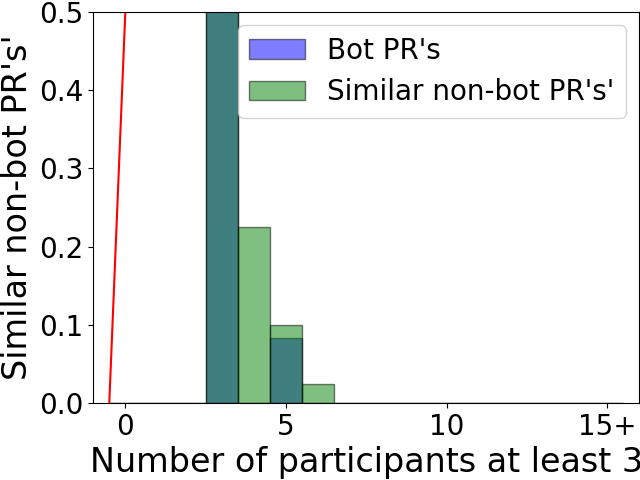 Similar non-bot PR's'
0.5
0.4
0.3
0.2
0.1
0.0
Bot PR's
Similar non-bot PR's'
0
5
10
15+
Number of participants at least 3